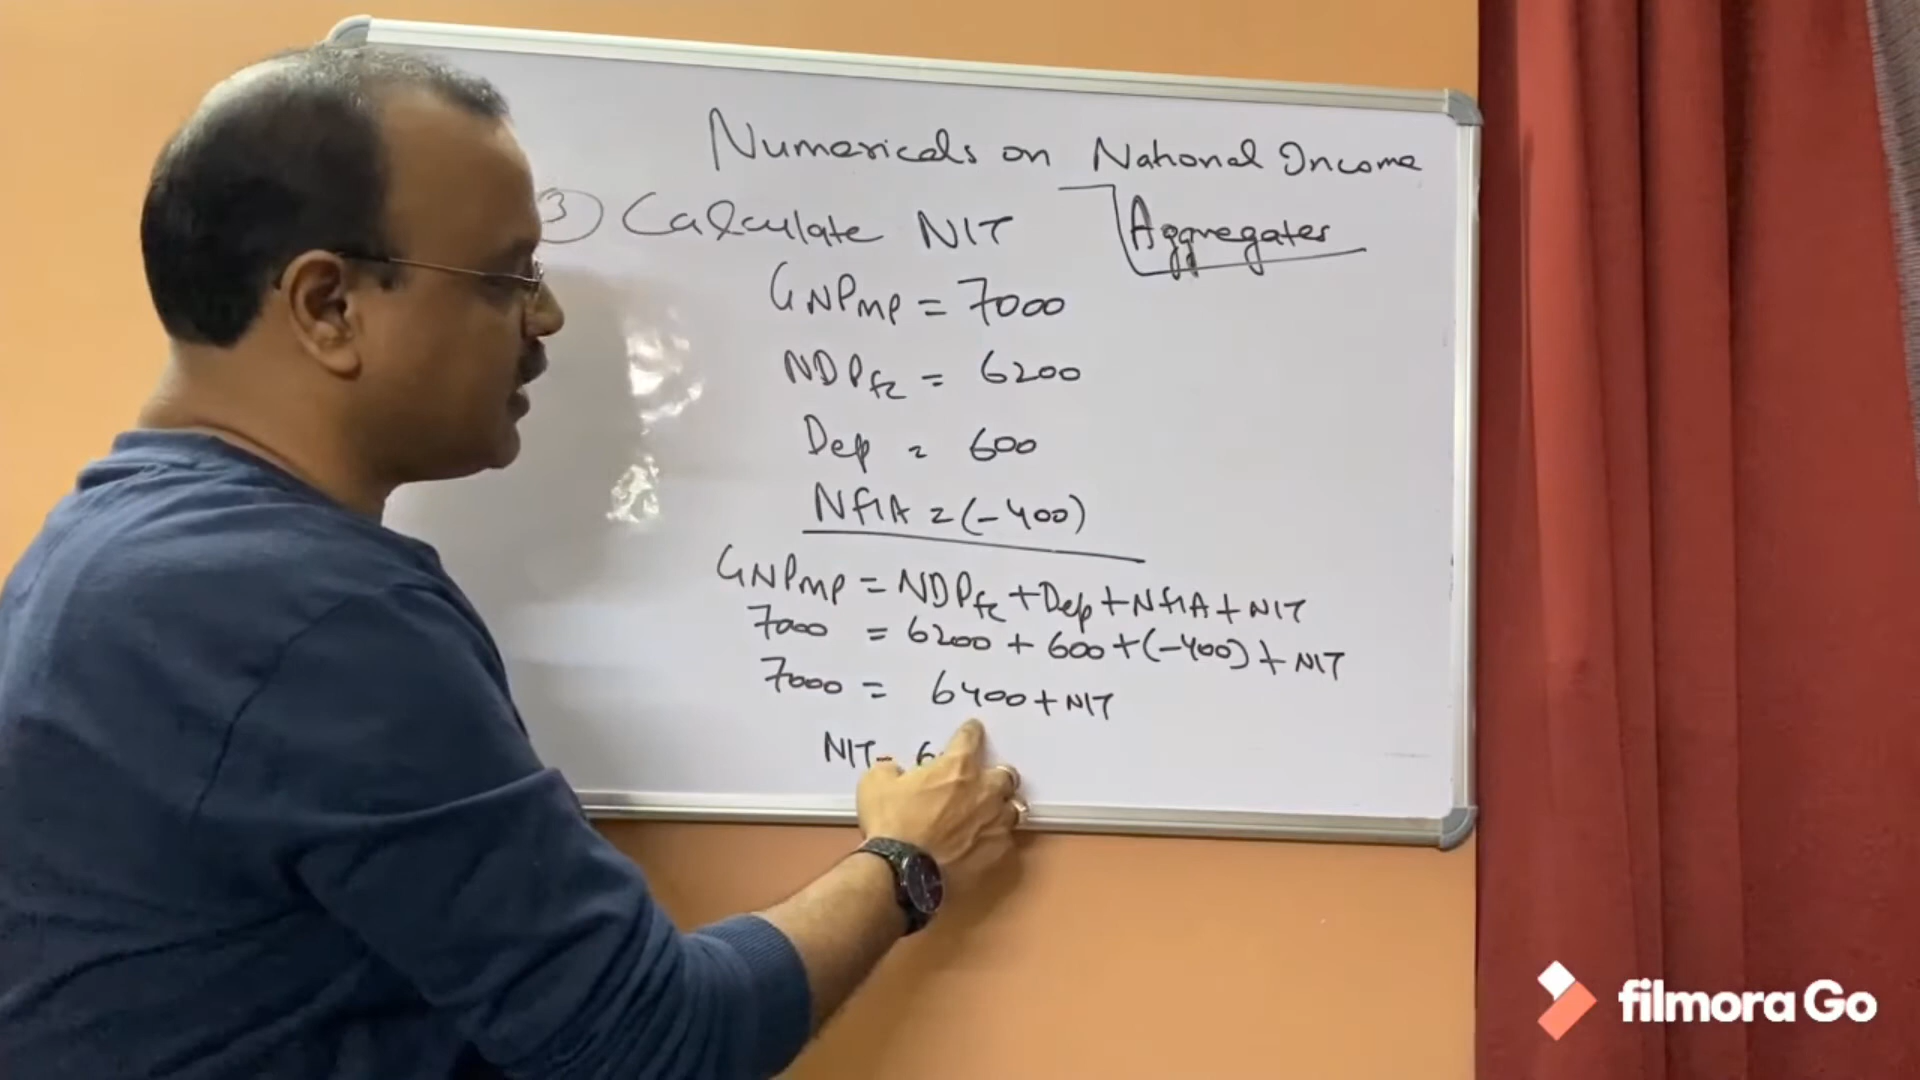 Numericals on National Income
3) Calculate NIT Aggregates
GNPmp = 7000
NDPfc = 6200
Dep = 600
NFIA = (-400)
GNPmp = NDPfc + Dep + NFIA + NIT
7000 = 6200 + 600 + (-400) + NIT
7000 = 6400 + NIT
NIT =
filmora Go